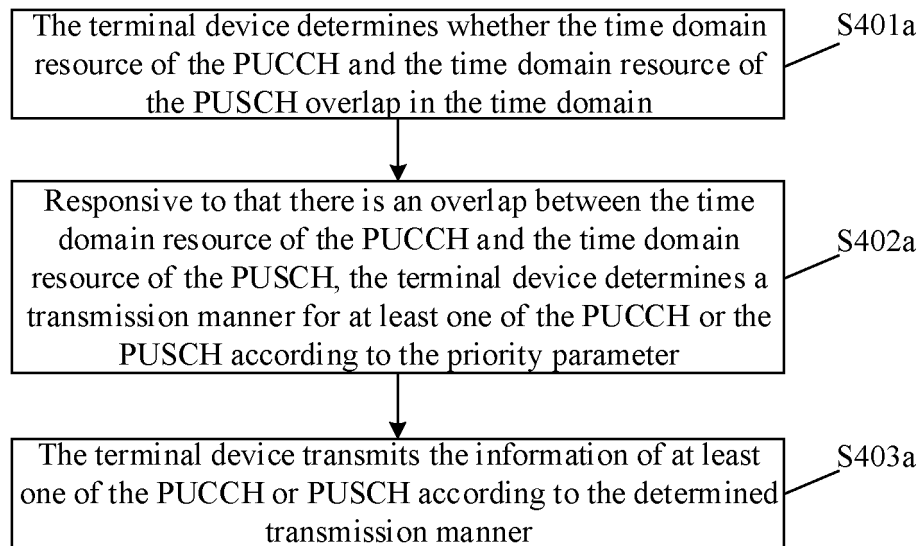 The terminal device determines whether the time domain
resource of the PUCCH and the time domain resource of
the PUSCH overlap in the time domain
S401a
Responsive to that there is an overlap between the time
domain resource of the PUCCH and the time domain
resource of the PUSCH, the terminal device determines a
transmission manner for at least one of the PUCCH or the
PUSCH according to the priority parameter
S402a
The terminal device transmits the information of at least
one of the PUCCH or PUSCH according to the determined
transmission manner
S403a